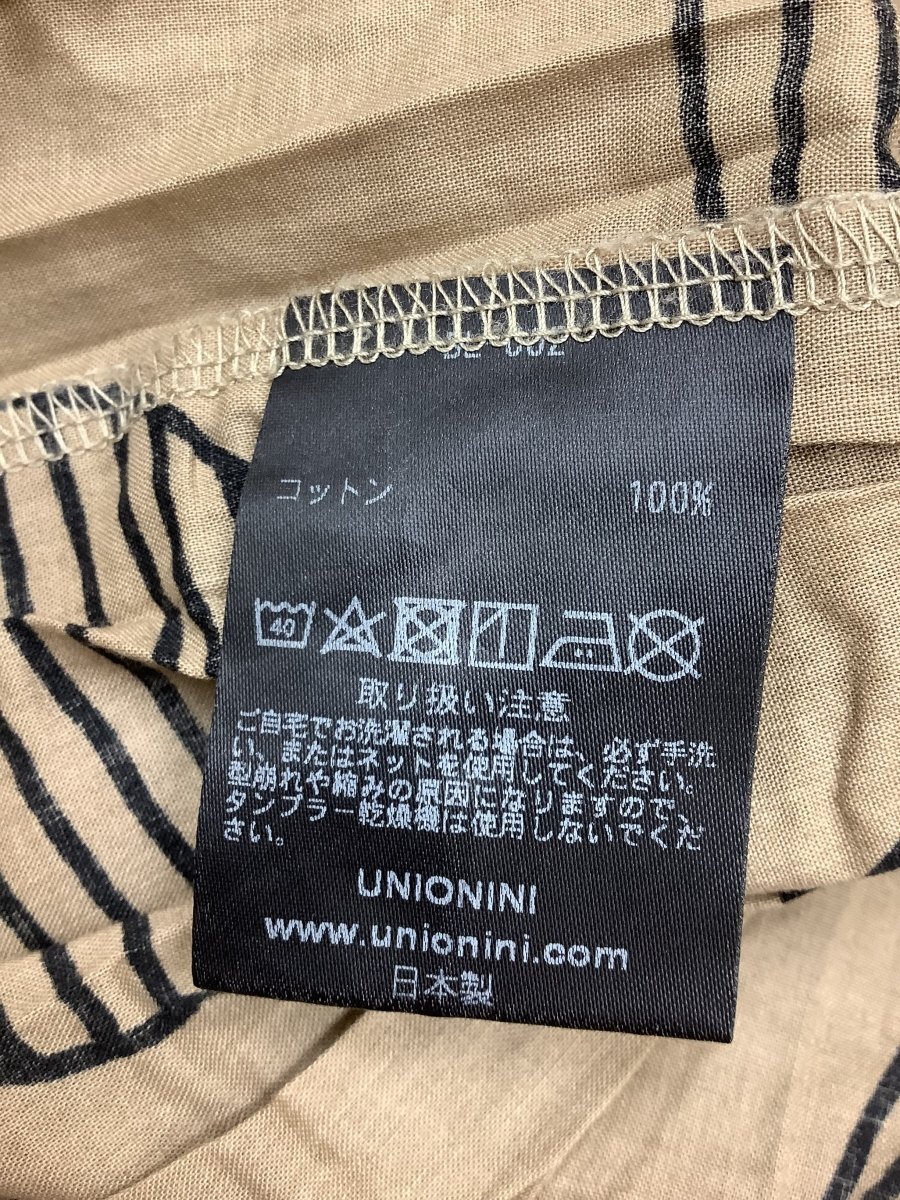 コットン 100%
40
取り扱い注意
ご自宅でお洗濯される場合は、必ず手洗
い、またはネットを使用してください。
型崩れや縮みの原因になりますので、
タンブラー乾燥機は使用しないでくだ
さい。
UNIONINI
www.unionini.com
日本製